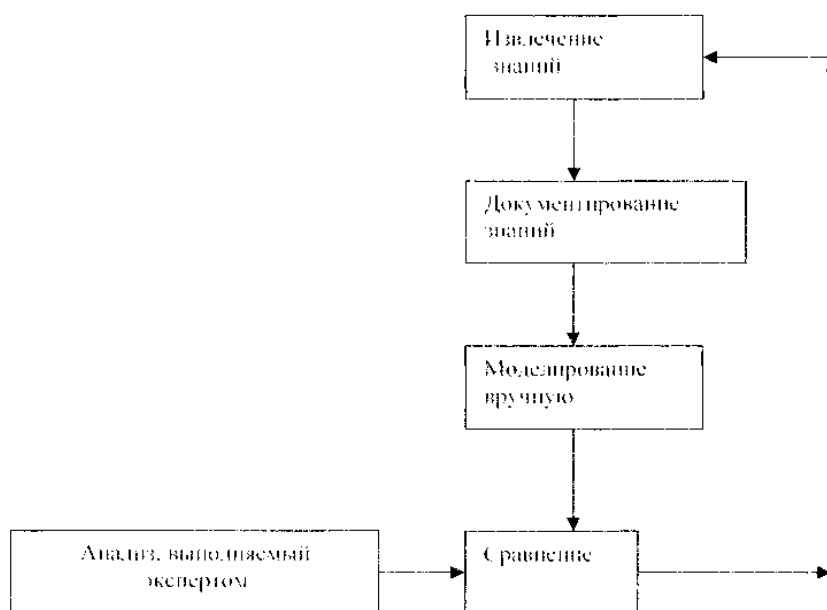 Извлечение
знаний
Документирование
знаний
Моделирование
вручную
Анализ, выполняемый
экспертом
Сравнение